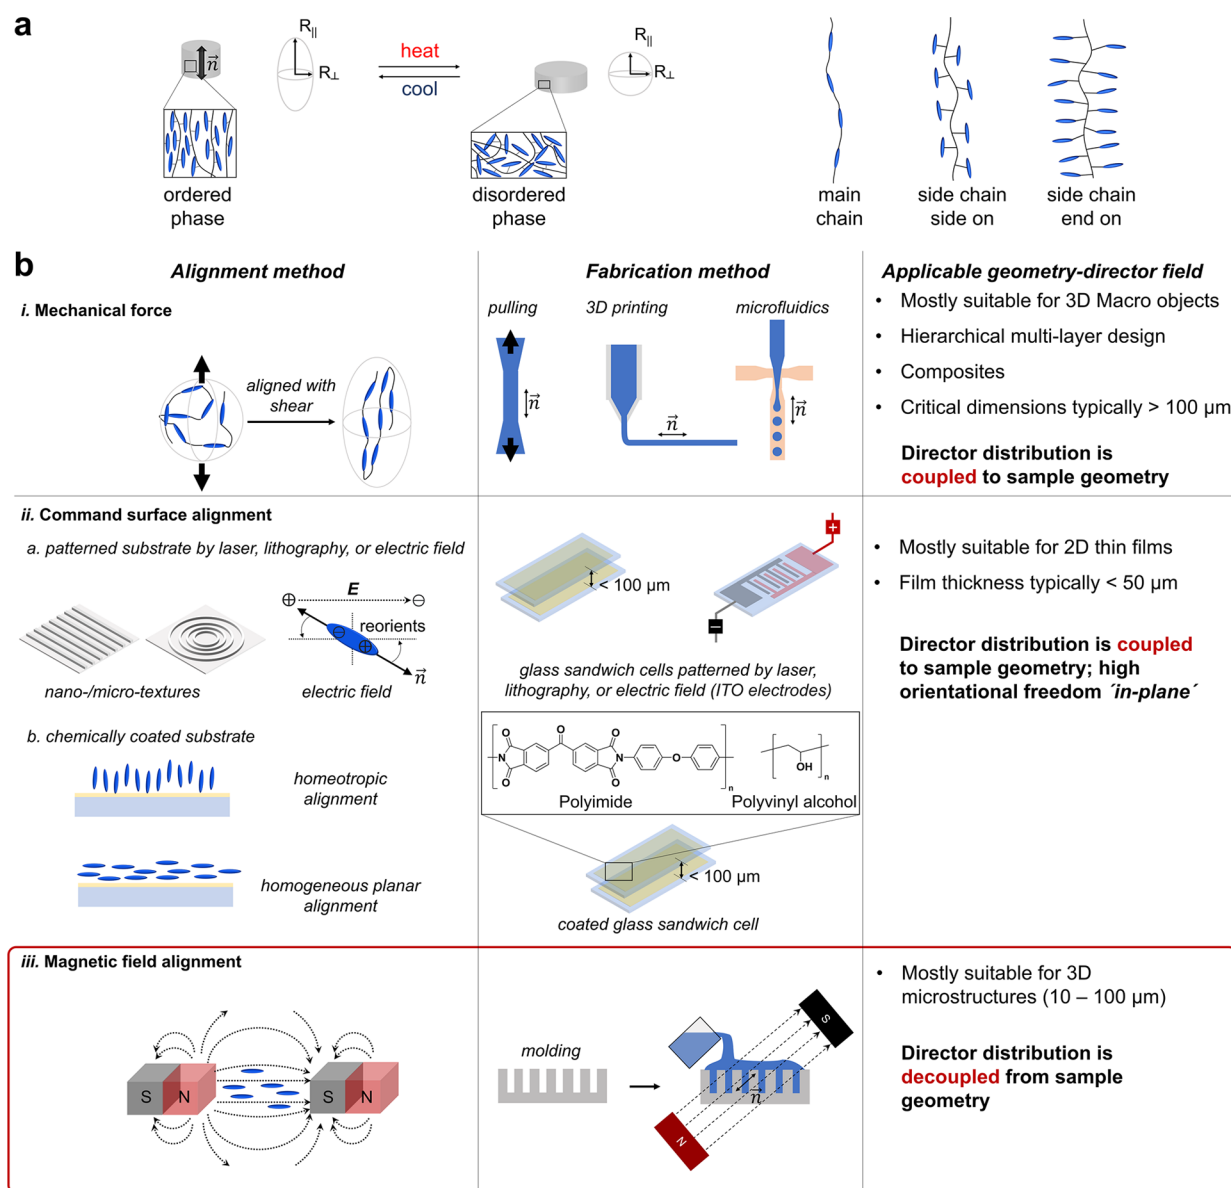 a
n⃗
R||
R⊥
heat
cool
R||
R⊥
ordered
phase
disordered
phase
main
chain
side chain
side on
side chain
end on
b
Alignment method
Fabrication method
Applicable geometry-director field
i. Mechanical force
aligned with
shear
pulling
3D printing
microfluidics
n⃗
n⃗
n⃗
• Mostly suitable for 3D Macro objects
• Hierarchical multi-layer design
• Composites
• Critical dimensions typically > 100 µm
Director distribution is
coupled to sample geometry
ii. Command surface alignment
a. patterned substrate by laser, lithography, or electric field
E
⊕
⊖
reorients
⊖
⊕
n⃗
nano-/micro-textures
electric field
< 100 µm
+
−
glass sandwich cells patterned by laser,
lithography, or electric field (ITO electrodes)
• Mostly suitable for 2D thin films
• Film thickness typically < 50 µm
Director distribution is coupled
to sample geometry; high
orientational freedom ´in-plane´
b. chemically coated substrate
homeotropic
alignment
homogeneous planar
alignment
O
O
O
N
N
O
O
O
n
OH
n
Polyimide
Polyvinyl alcohol
< 100 µm
coated glass sandwich cell
iii. Magnetic field alignment
S
N
S
N
molding
S
n⃗
N
• Mostly suitable for 3D
microstructures (10 – 100 µm)
Director distribution is
decoupled from sample
geometry